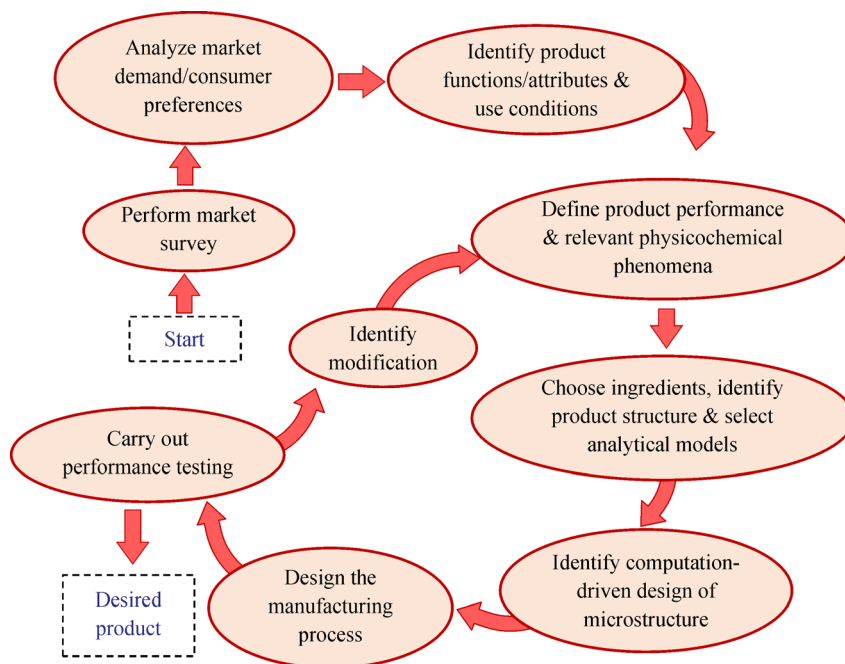 Start
Perform market
survey
Analyze market
demand/consumer
preferences
Identify product
functions/attributes &
use conditions
Define product performance
& relevant physicochemical
phenomena
Choose ingredients, identify
product structure & select
analytical models
Identify computation-
driven design of
microstructure
Design the
manufacturing
process
Carry out
performance testing
Identify
modification
Desired
product